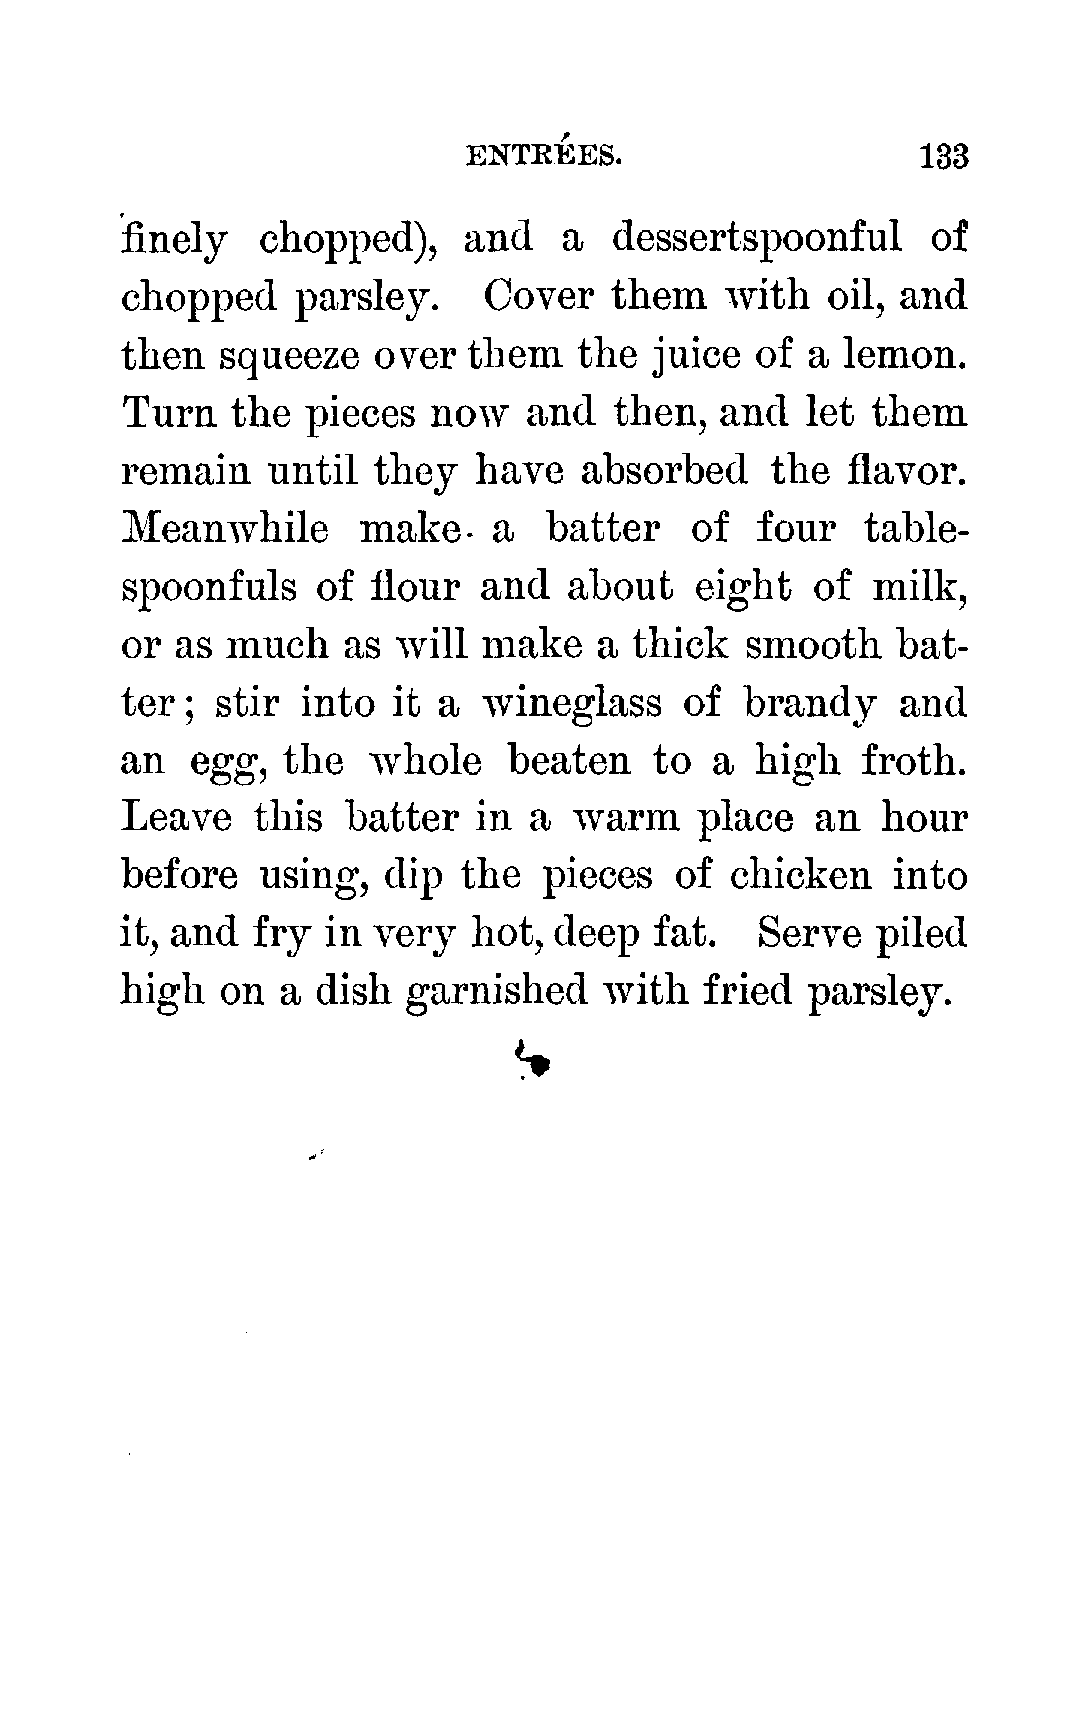 ENTRÉES. 133
finely chopped), and a dessertspoonful of
chopped parsley. Cover them with oil, and
then squeeze over them the juice of a lemon.
Turn the pieces now and then, and let them
remain until they have absorbed the flavor.
Meanwhile make a batter of four table-
spoonfuls of flour and about eight of milk,
or as much as will make a thick smooth bat-
ter; stir into it a wineglass of brandy and
an egg, the whole beaten to a high froth.
Leave this batter in a warm place an hour
before using, dip the pieces of chicken into
it, and fry in very hot, deep fat. Serve piled
high on a dish garnished with fried parsley.